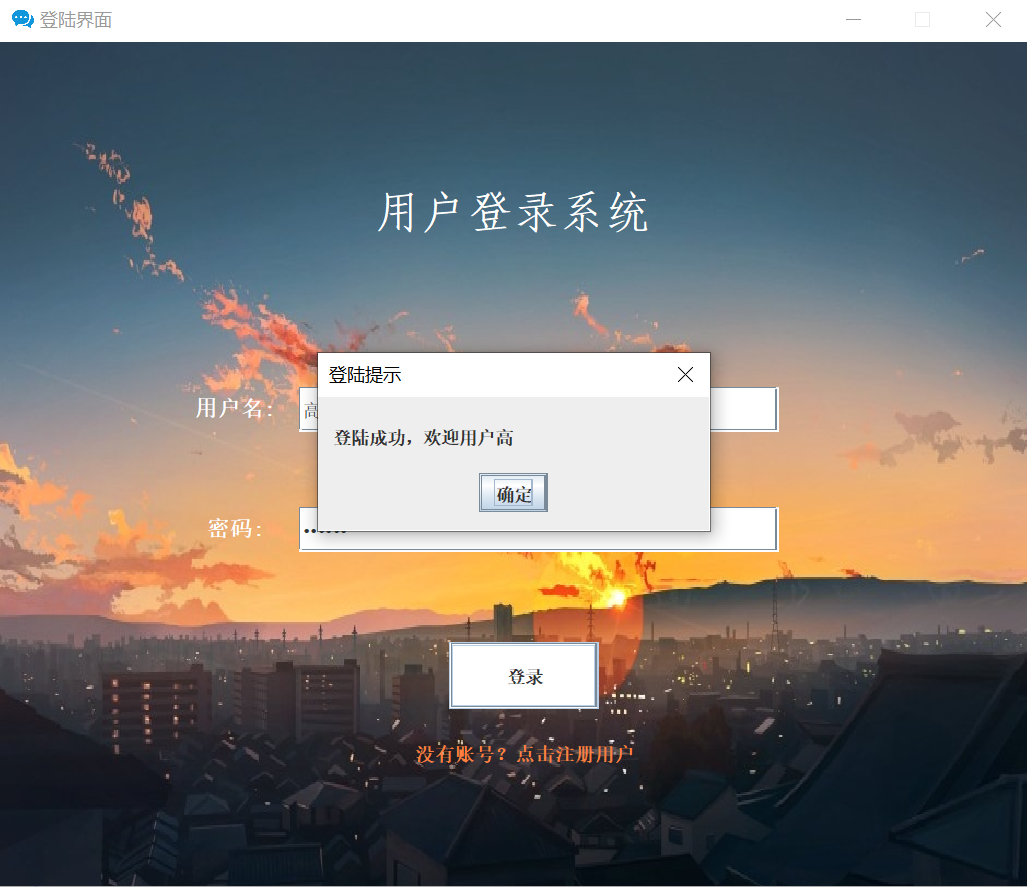 登陆界面
用户登录系统
登陆提示
用户名：
高
登陆成功，欢迎用户高
确定
密码：
登录
没有账号？点击注册用户